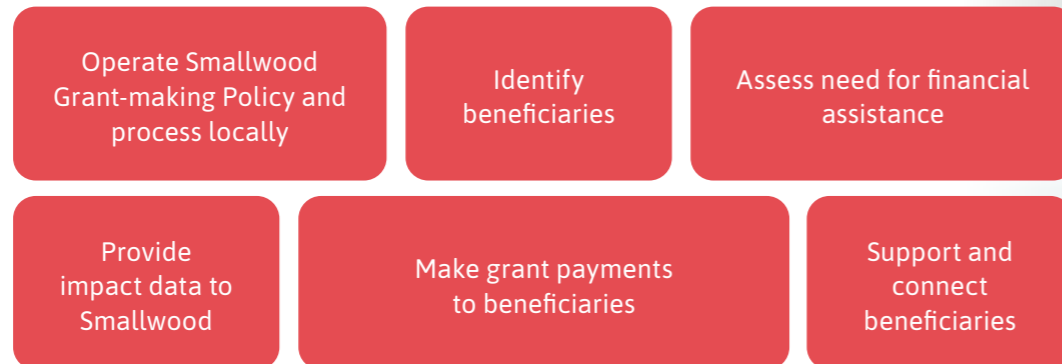 Operate Smallwood
Grant-making Policy and
process locally
Identify
beneficiaries
Assess need for financial
assistance
Provide
impact data to
Smallwood
Make grant payments
to beneficiaries
Support and
connect
beneficiaries